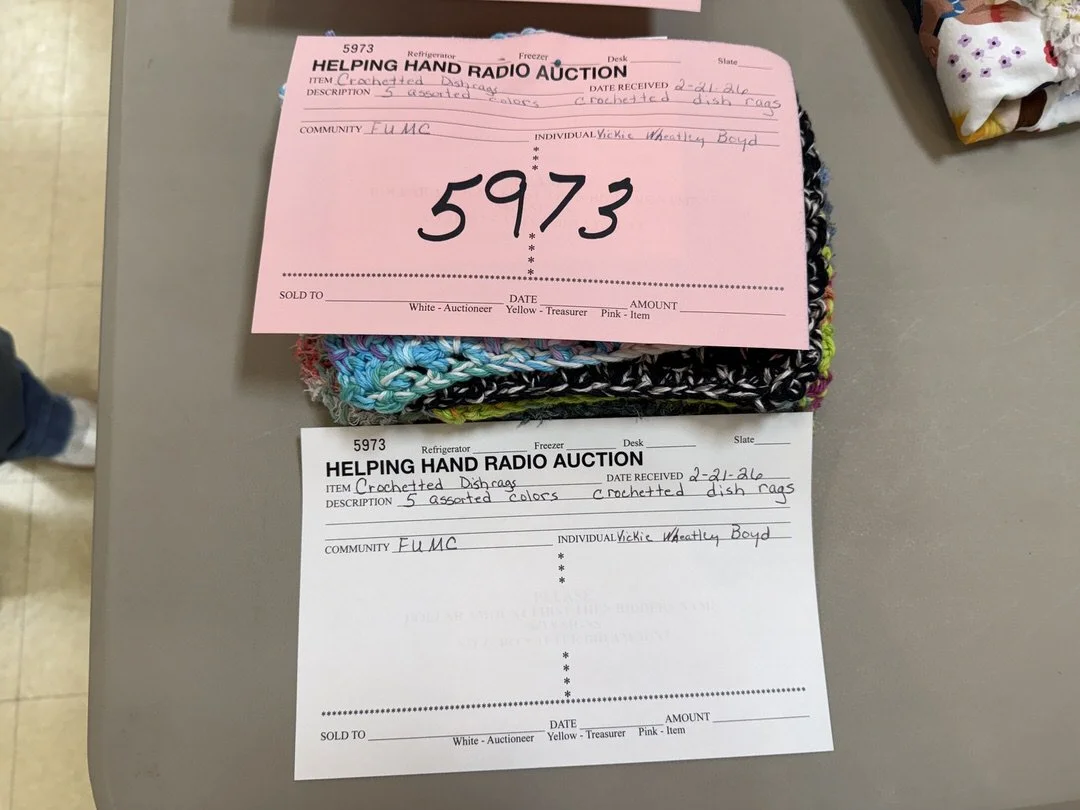 5973 Refrigerator Freezer Desk Slate
HELPING HAND RADIO AUCTION
ITEM Crochetted Dishrags DATE RECEIVED 2-21-26
DESCRIPTION 5 assorted colors crochetted dish rags
COMMUNITY FUMC INDIVIDUAL Vickie Wheatley Boyd
5973
SOLD TO DATE AMOUNT
White - Auctioneer Yellow - Treasurer Pink - Item
5973 Refrigerator Freezer Desk Slate
HELPING HAND RADIO AUCTION
ITEM Crochetted Dishrags DATE RECEIVED 2-21-26
DESCRIPTION 5 assorted colors crochetted dish rags
COMMUNITY FUMC INDIVIDUAL Vickie Wheatley Boyd
SOLD TO DATE AMOUNT
White - Auctioneer Yellow - Treasurer Pink - Item